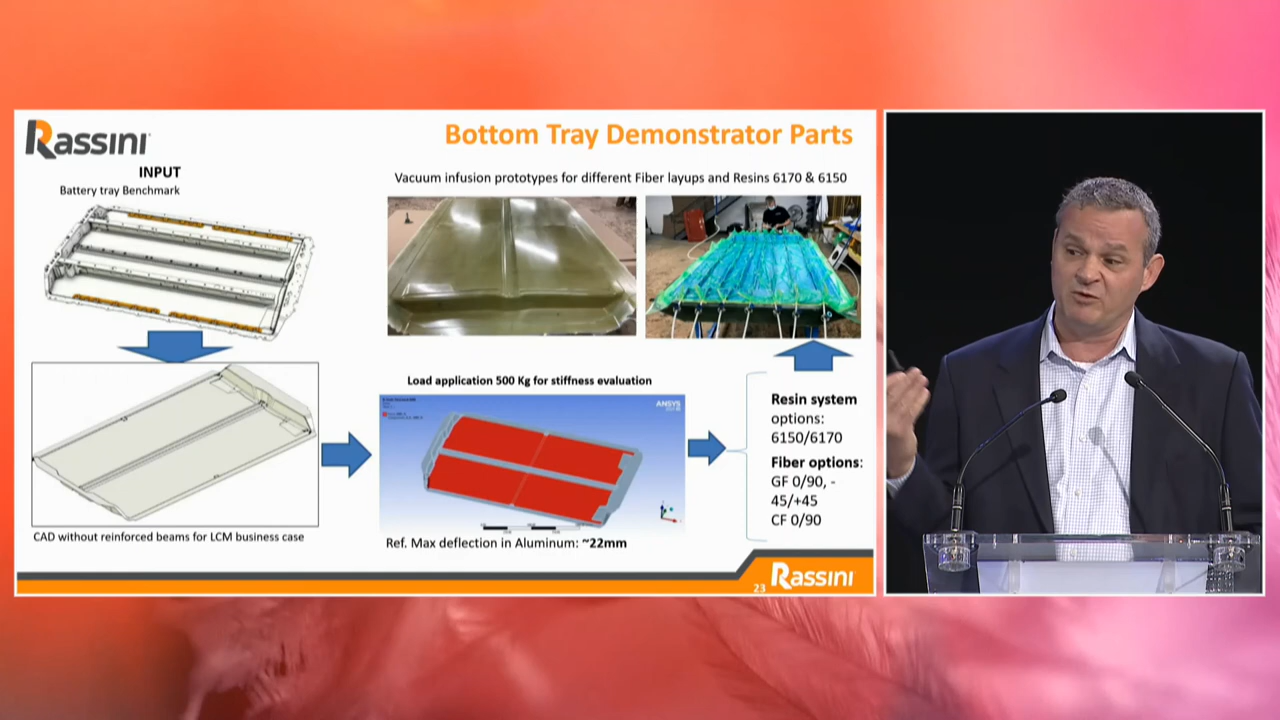 Rassini
Bottom Tray Demonstrator Parts
INPUT
Battery tray Benchmark
Vacuum infusion prototypes for different Fiber layups and Resins 6170 & 6150
Load application 500 Kg for stiffness evaluation
ANSYS
Resin system
options:
6150/6170
Fiber options:
GF 0/90, -
45/+45
CF 0/90
CAD without reinforced beams for LCM business case
Ref. Max deflection in Aluminum: ~22mm
23
Rassini